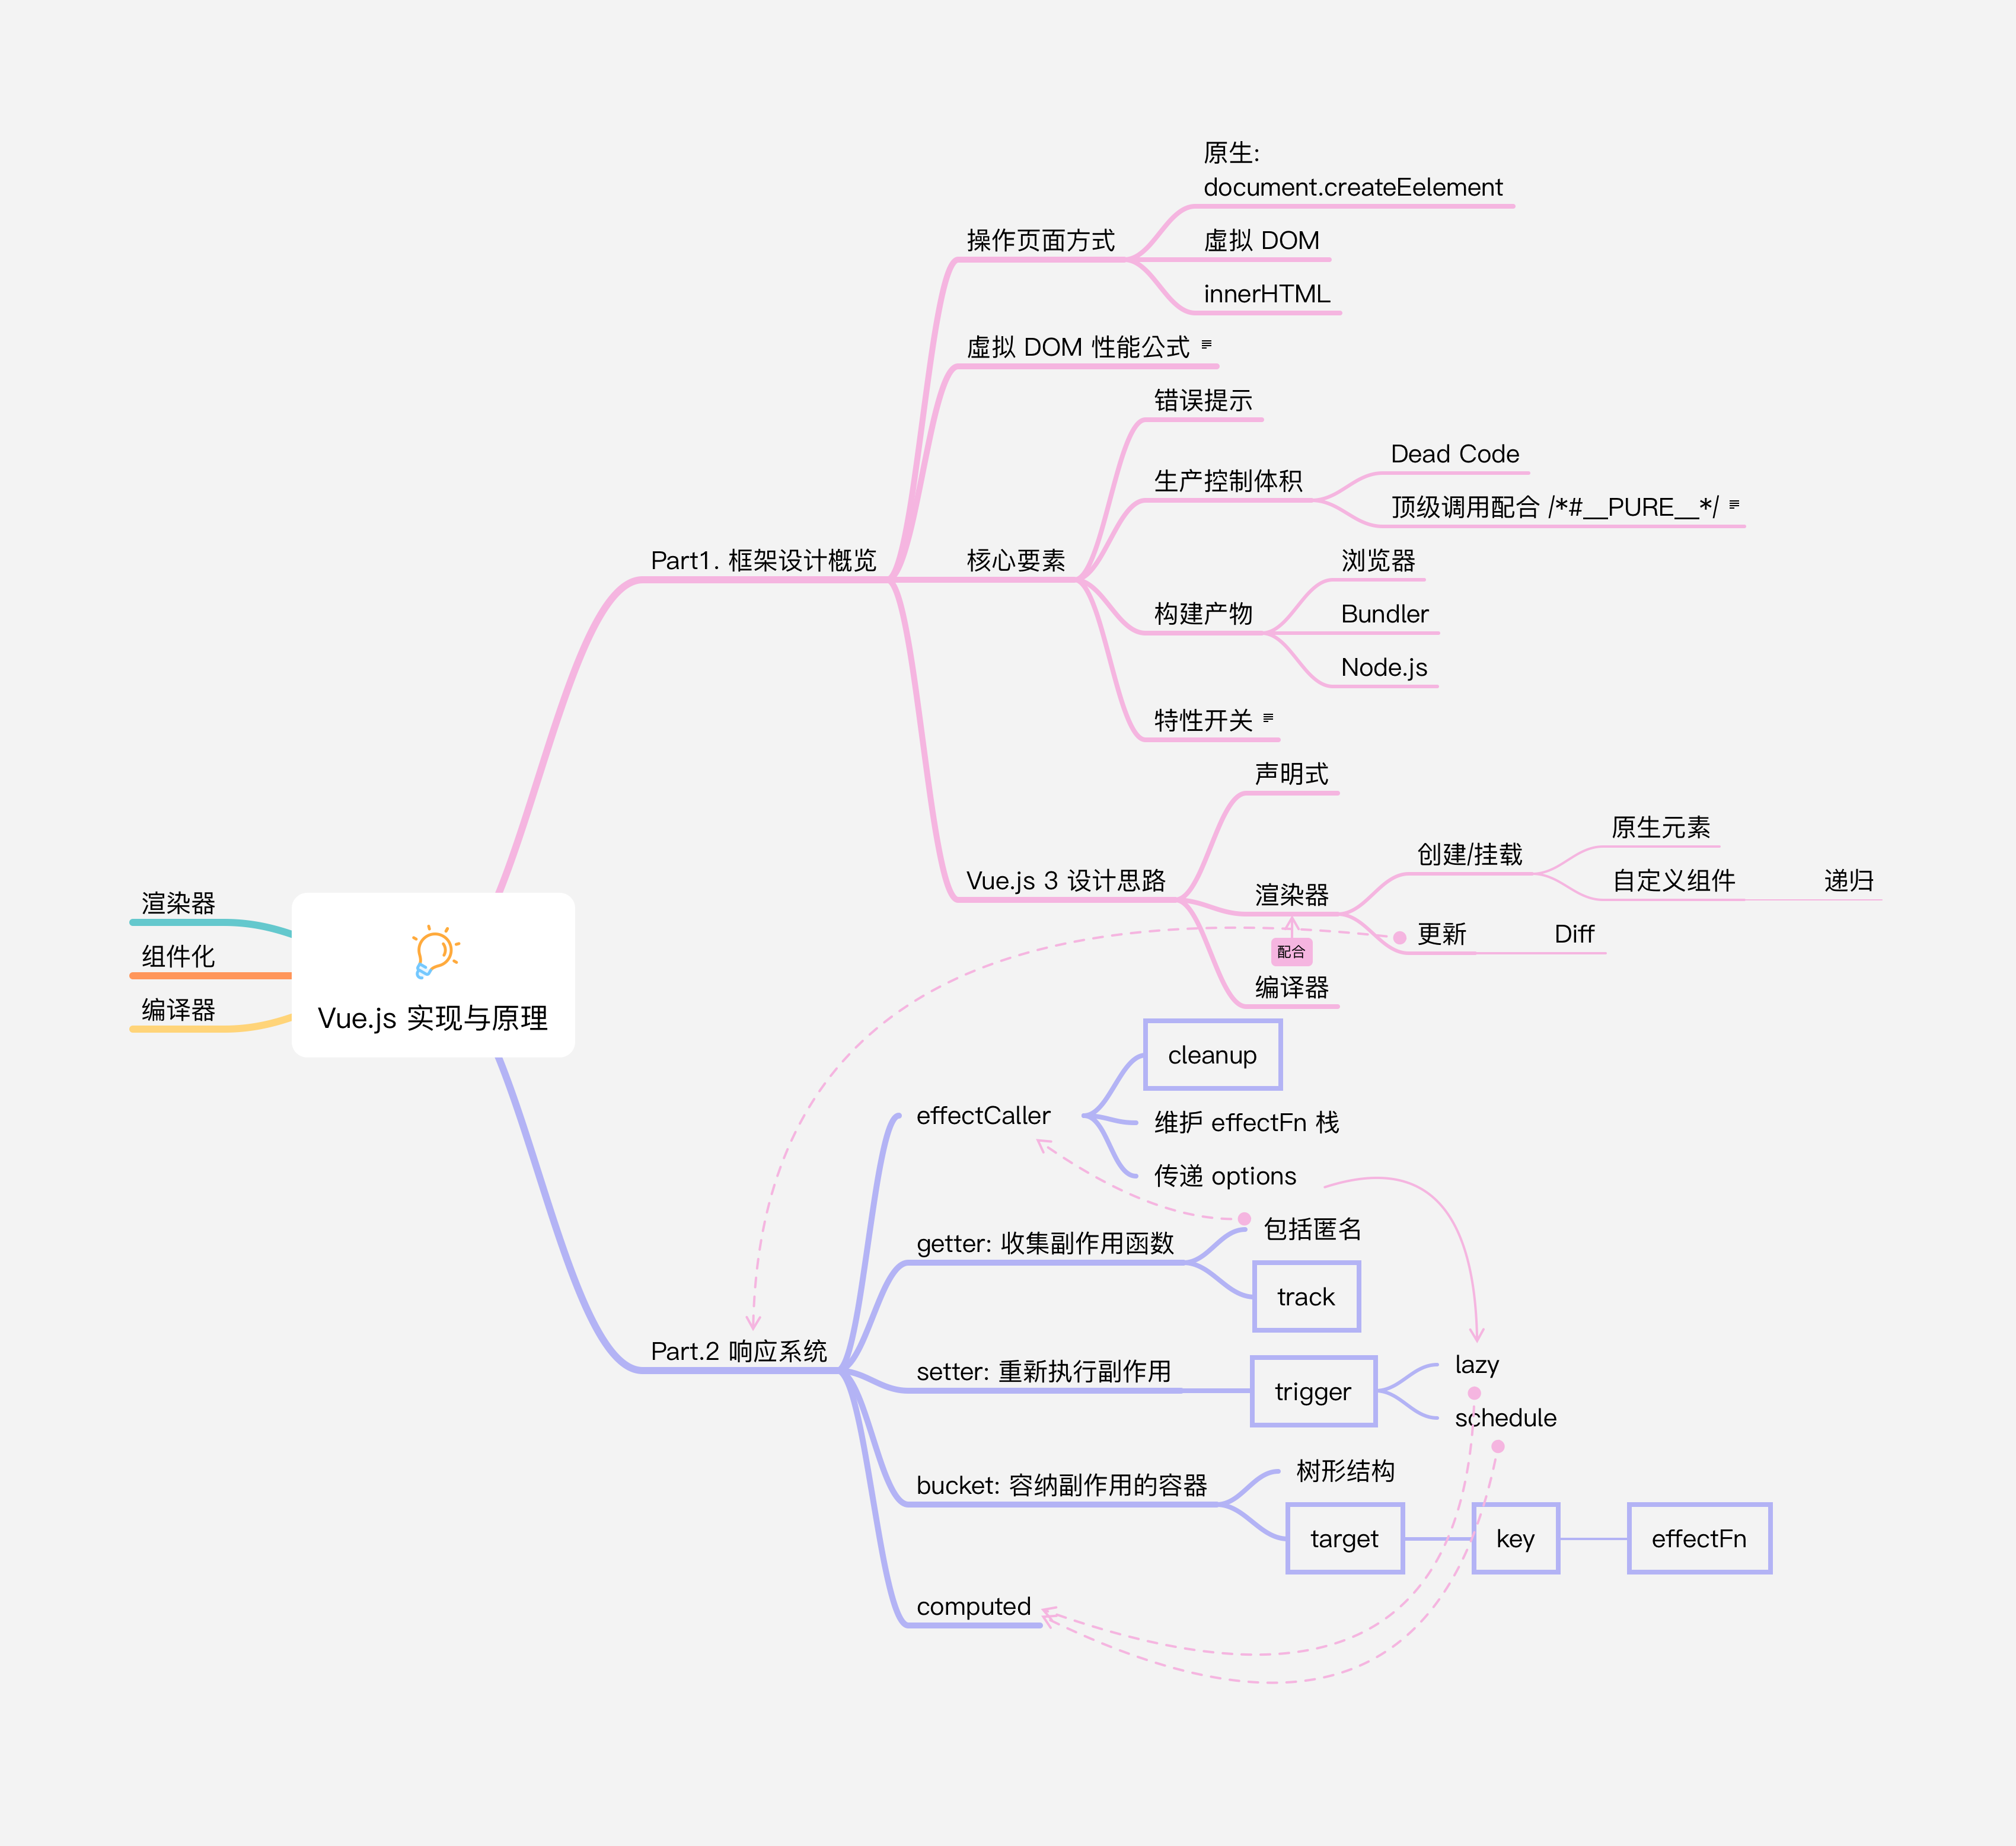 原生:
document.createEelement
操作页面方式
虚拟 DOM
innerHTML
虚拟 DOM 性能公式
错误提示
Dead Code
生产控制体积
顶级调用配合 /*#__PURE__*/
Part1. 框架设计概览
核心要素
浏览器
构建产物
Bundler
Node.js
特性开关
声明式
原生元素
创建/挂载
Vue.js 3 设计思路
自定义组件
递归
渲染器
更新
Diff
配合
编译器
渲染器
组件化
编译器
Vue.js 实现与原理
cleanup
effectCaller
维护 effectFn 栈
传递 options
包括匿名
getter: 收集副作用函数
track
Part.2 响应系统
setter: 重新执行副作用
trigger
lazy
schedule
树形结构
bucket: 容纳副作用的容器
target
key
effectFn
computed